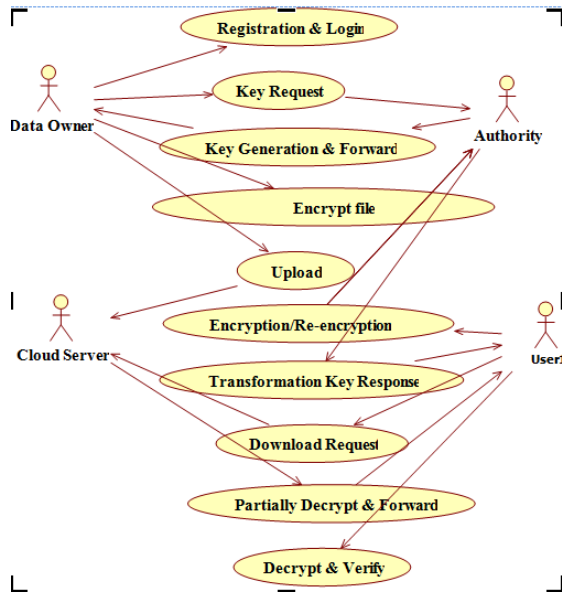 Registration & Login
Key Request
Data Owner
Authority
Key Generation & Forward
Encrypt file
Upload
Encryption/Re-encryption
Cloud Server
User1
Transformation Key Response
Download Request
Partially Decrypt & Forward
Decrypt & Verify